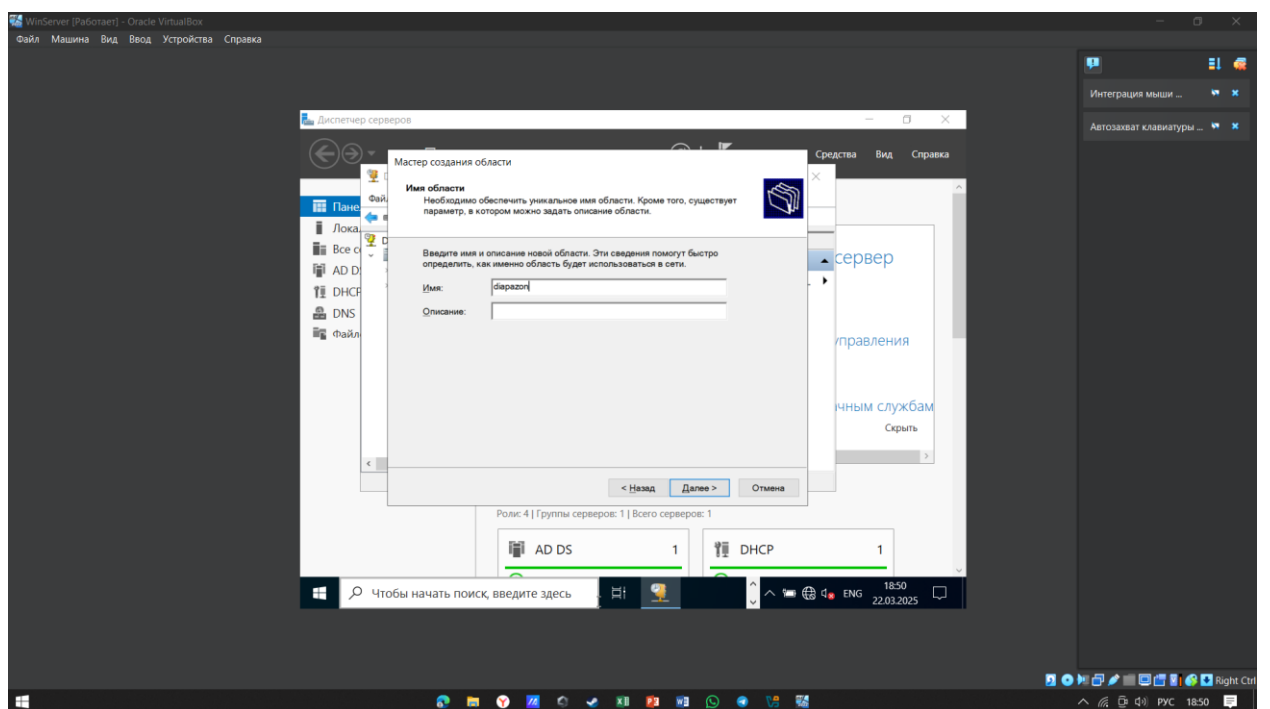 WinServer [Работает] - Oracle VirtualBox
Файл Машина Вид Ввод Устройства Справка
Интеграция мыши ...
Автозахват клавиатуры ...
Диспетчер серверов
Средства Вид Справка
Мастер создания области
Имя области
Необходимо обеспечить уникальное имя области. Кроме того, существует
параметр, в котором можно задать описание области.
Введите имя и описание новой области. Эти сведения помогут быстро
определить, как именно область будет использоваться в сети.
Имя: diapazon
Описание:
< Назад Далее > Отмена
Все с
AD D
DHCP
DNS
сервер
управления
Скрыть
службам
Роли: 4 | Группы серверов: 1 | Всего серверов: 1
AD DS 1
DHCP 1
Чтобы начать поиск, введите здесь
ENG
18:50
22.03.2025
Right Ctrl
РУС 18:50